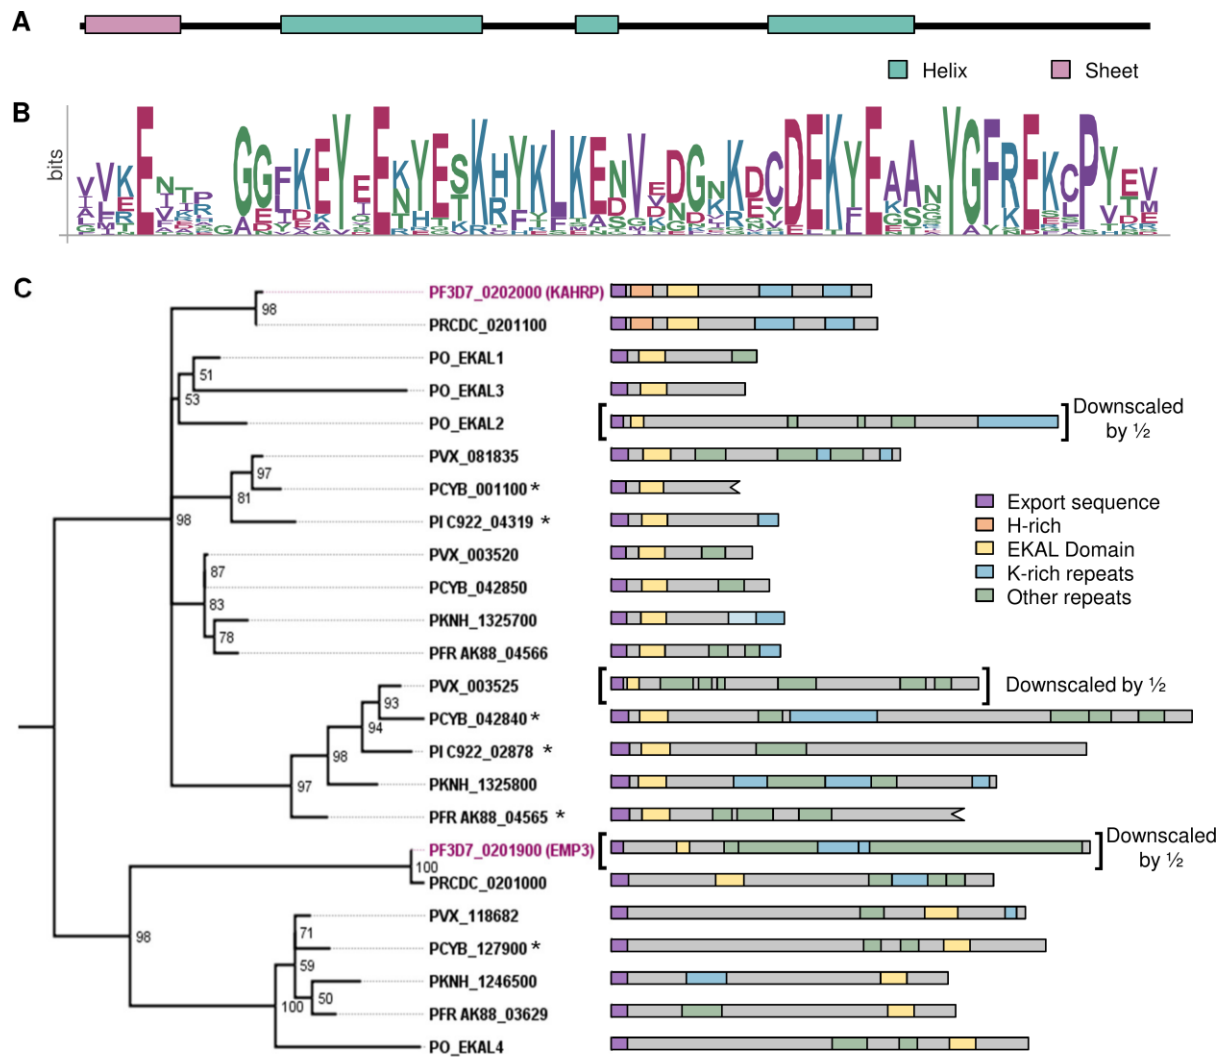 A
Helix
Sheet
B
bits
C
PF3D7_0202000 (KAHRP)
98
PRCDC_0201100
PO_EKAL1
51
PO_EKAL3
53
PO_EKAL2
Downscaled
by ½
PVX_081835
97
PCYB_001100 *
81
PI C922_04319 *
98
Export sequence
H-rich
EKAL Domain
K-rich repeats
Other repeats
PVX_003520
87
PCYB_042850
83
PKNH_1325700
78
PFR AK88_04566
PVX_003525
Downscaled by ½
93
PCYB_042840 *
94
PI C922_02878 *
98
PKNH_1325800
97
PFR AK88_04565 *
PF3D7_0201900 (EMP3)
Downscaled
by ½
100
PRCDC_0201000
PVX_118682
71
98
PCYB_127900 *
59
PKNH_1246500
50
100
PFR AK88_03629
PO_EKAL4